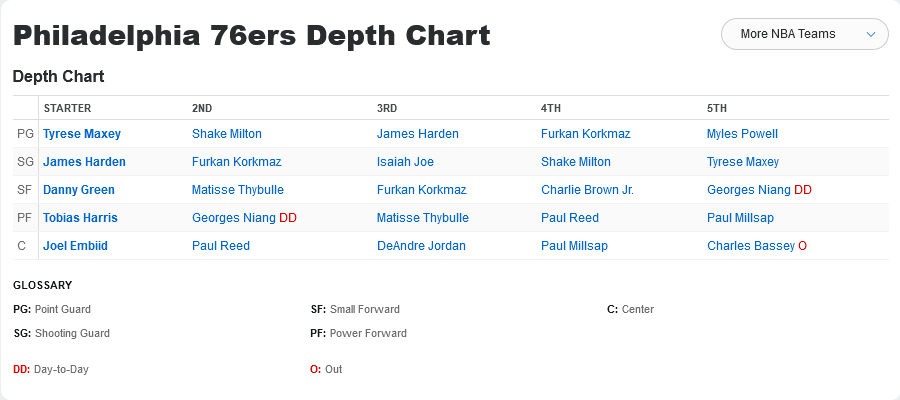 Philadelphia 76ers Depth Chart
More NBA Teams
Depth Chart
STARTER 2ND 3RD 4TH 5TH
PG Tyrese Maxey Shake Milton James Harden Furkan Korkmaz Myles Powell
SG James Harden Furkan Korkmaz Isaiah Joe Shake Milton Tyrese Maxey
SF Danny Green Matisse Thybulle Furkan Korkmaz Charlie Brown Jr. Georges Niang DD
PF Tobias Harris Georges Niang DD Matisse Thybulle Paul Reed Paul Millsap
C Joel Embiid Paul Reed DeAndre Jordan Paul Millsap Charles Bassey O
GLOSSARY
PG: Point Guard SF: Small Forward C: Center
SG: Shooting Guard PF: Power Forward
DD: Day-to-Day O: Out